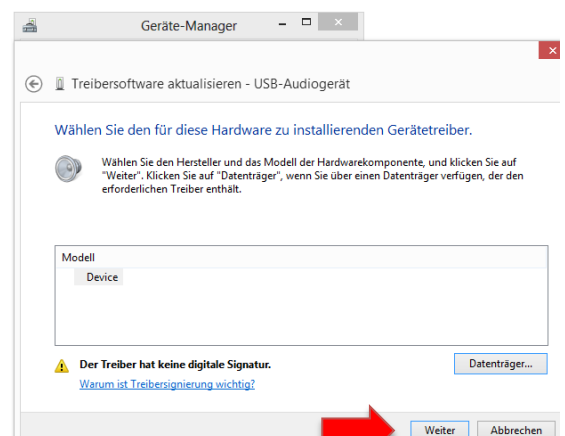 Geräte-Manager
Treibersoftware aktualisieren - USB-Audiogerät
Wählen Sie den für diese Hardware zu installierenden Gerätetreiber.
Wählen Sie den Hersteller und das Modell der Hardwarekomponente, und klicken Sie auf
"Weiter". Klicken Sie auf "Datenträger", wenn Sie über einen Datenträger verfügen, der den
erforderlichen Treiber enthält.
Modell
Device
Der Treiber hat keine digitale Signatur.
Datenträger...
Warum ist Treibersignierung wichtig?
Weiter
Abbrechen